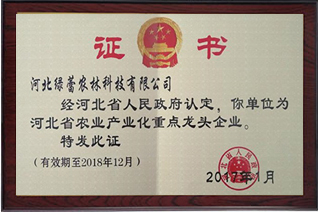 证书
河北绿蕾农林科技有限公司
经河北省人民政府认定，你单位为
河北省农业产业化重点龙头企业。
特发此证
(有效期至2018年12月)
2017年1月